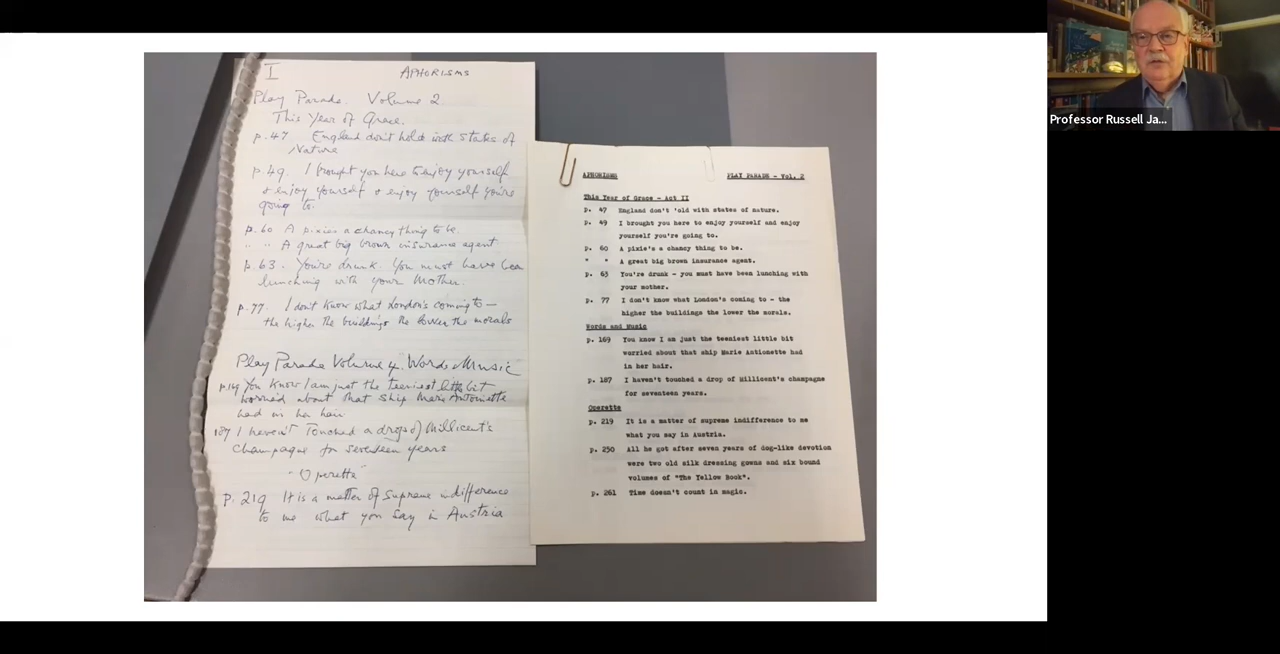 I APHORISMS
Play Parade. Volume 2
This Year of Grace.
p.47 England don't holds with States of
Nature
p.49. I brought you here to enjoy yourself
& enjoy yourself & enjoy yourself you're
going to.
p.60 A pixies a chancy thing to be.
" " A great big brown insurance agent
p.63. You're drunk. You must have been
lunching with your Mother.
p.77. I don't know what London's coming to —
the higher the buildings the lower the morals
Play Parade Volume 4. Words & Music
You know I am just the teeniest little bit
worried about that ship Marie Antoinette
had in her hair
187 I haven't touched a drop of Millicent's
Champagne for seventeen years
"Operetta"
p. 219 It is a matter of supreme indifference
to me what you say in Austria
APHORISMS PLAY PARADE - Vol. 2
This Year of Grace - Act II
p. 47 England don't 'old with states of nature.
p. 49 I brought you here to enjoy yourself and enjoy
yourself you're going to.
p. 60 A pixie's a chancy thing to be.
" " A great big brown insurance agent.
p. 63 You're drunk - you must have been lunching with
your mother.
p. 77 I don't know what London's coming to - the
higher the buildings the lower the morals.
Words and Music
p. 169 You know I am just the teeniest little bit
worried about that ship Marie Antionette had
in her hair.
p. 187 I haven't touched a drop of Millicent's champagne
for seventeen years.
Operette
p. 219 It is a matter of supreme indifference to me
what you say in Austria.
p. 250 All he got after seven years of dog-like devotion
were two old silk dressing gowns and six bound
volumes of "The Yellow Book".
p. 261 Time doesn't count in magic.
Professor Russell Ja...